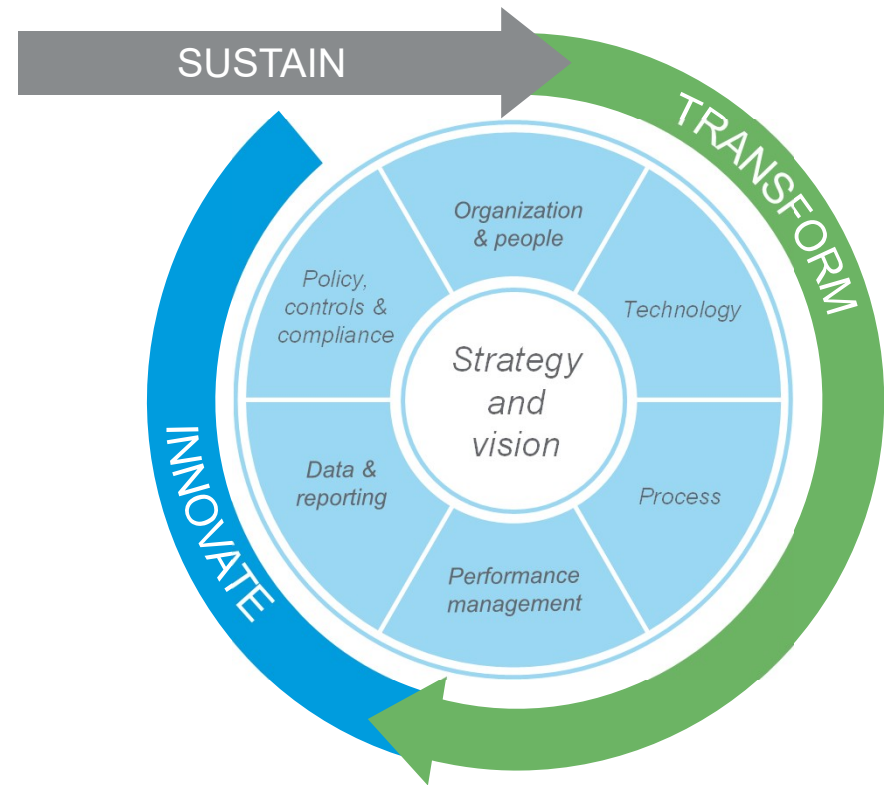 SUSTAIN
TRANSFORM
Organization
& people
Policy,
controls &
compliance
Technology
Strategy
and
vision
INNOVATE
Data &
reporting
Process
Performance
management